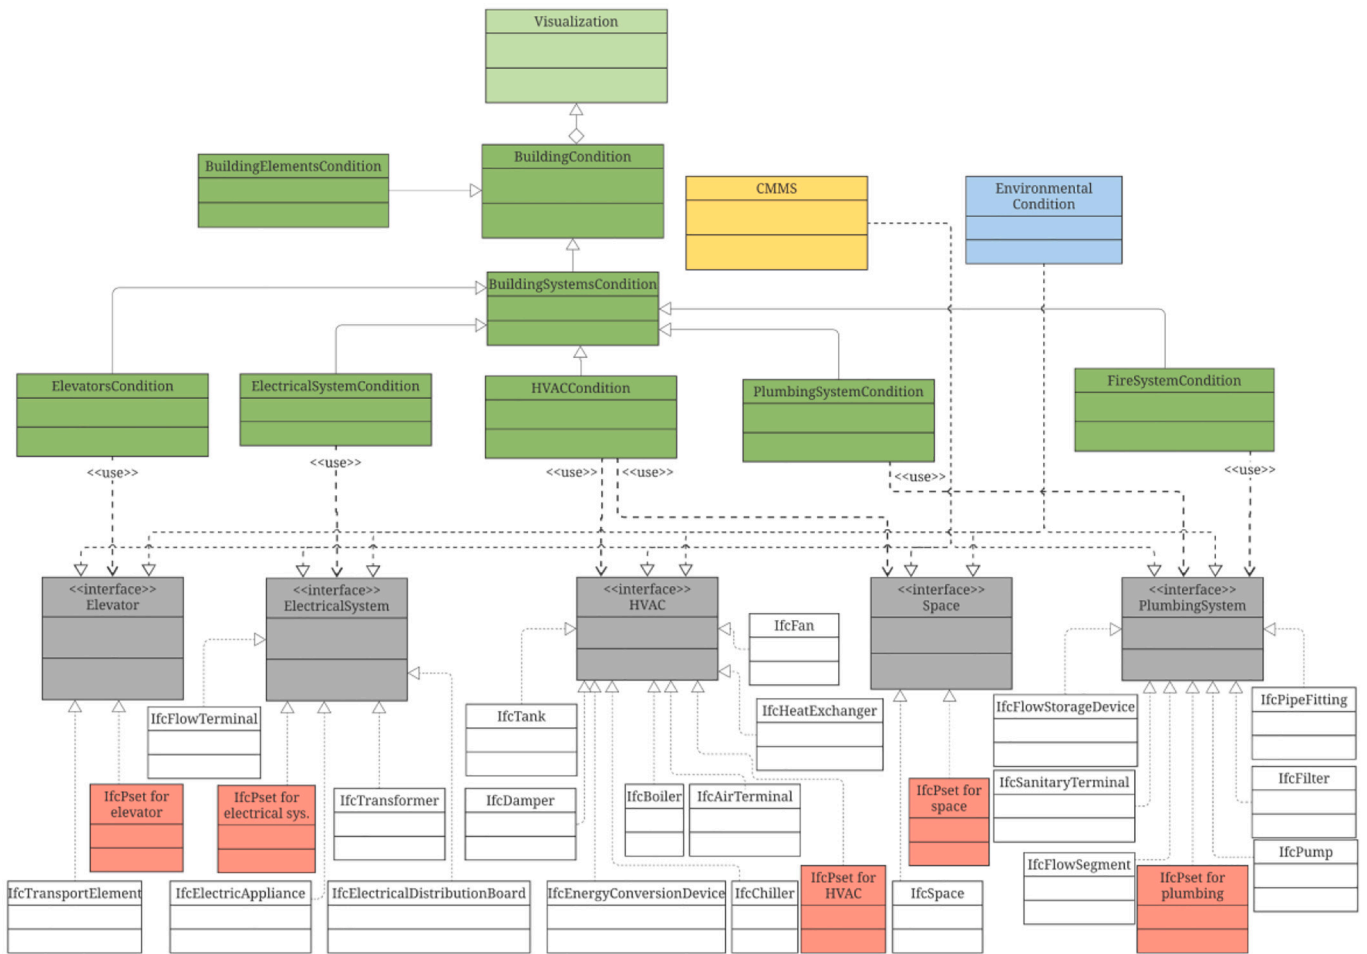 Visualization
BuildingElementsCondition
BuildingCondition
CMMS
Environmental
Condition
BuildingSystemsCondition
ElevatorsCondition
ElectricalSystemCondition
HVACCondition
PlumbingSystemCondition
FireSystemCondition
<<use>>
<<use>>
<<use>>
<<use>>
<<use>>
<<use>>
<<interface>>
Elevator
<<interface>>
ElectricalSystem
<<interface>>
HVAC
<<interface>>
Space
<<interface>>
PlumbingSystem
IfcFan
IfcFlowTerminal
IfcTank
IfcHeatExchanger
IfcFlowStorageDevice
IfcPipeFitting
IfcPset for
elevator
IfcPset for
electrical sys.
IfcTransformer
IfcDamper
IfcBoiler
IfcAirTerminal
IfcPset for
space
IfcSanitaryTerminal
IfcFilter
IfcTransportElement
IfcElectricAppliance
IfcElectricalDistributionBoard
IfcEnergyConversionDevice
IfcChiller
IfcPset for
HVAC
IfcSpace
IfcFlowSegment
IfcPset for
plumbing
IfcPump